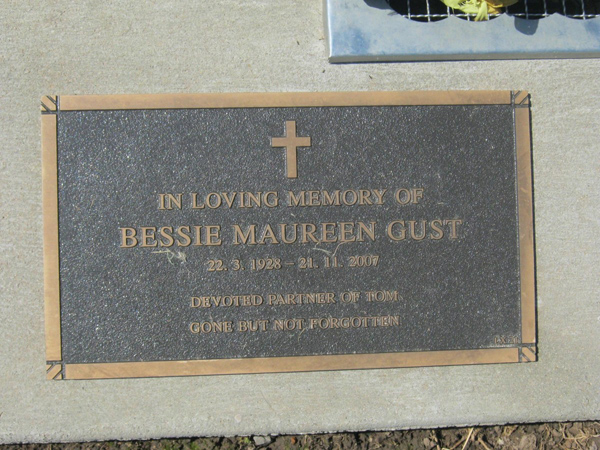 IN LOVING MEMORY OF
BESSIE MAUREEN GUST
22. 3. 1928 – 21. 11. 2007
DEVOTED PARTNER OF TOM
GONE BUT NOT FORGOTTEN